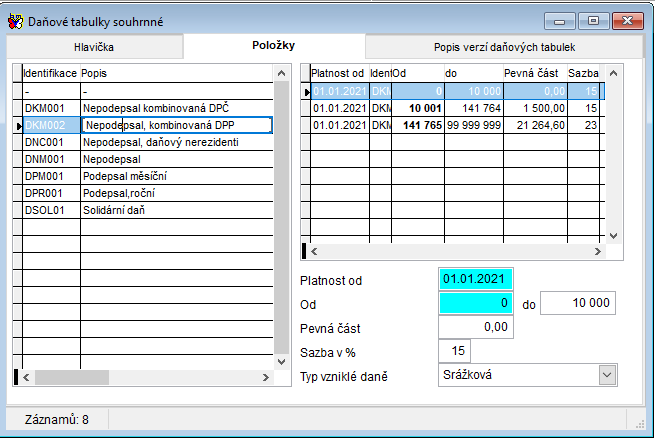 Daňové tabulky souhrnné
Hlavička Položky Popis verzí daňových tabulek
Identifikace Popis
- -
DKM001 Nepodepsal kombinovaná DPČ
DKM002 Nepodepsal, kombinovaná DPP
DNC001 Nepodepsal, daňový nerezidenti
DNM001 Nepodepsal
DPM001 Podepsal měsíční
DPR001 Podepsal,roční
DSOL01 Solidární daň
Platnost od Ident Od do Pevná část Sazba
01.01.2021 DKM 0 10 000 0,00 15
01.01.2021 DKM 10 001 141 764 1 500,00 15
01.01.2021 DKM 141 765 99 999 999 21 264,60 23
Platnost od 01.01.2021
Od 0 do 10 000
Pevná část 0,00
Sazba v % 15
Typ vzniklé daně Srážková
Záznamů: 8